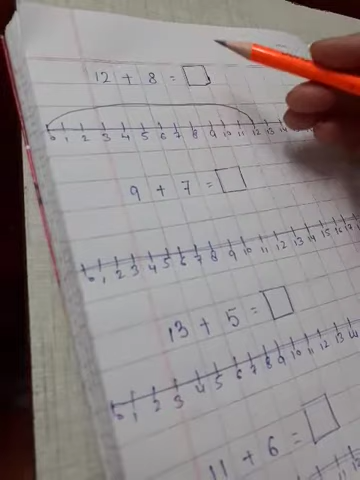 12 + 8 =
0 1 2 3 4 5 6 7 8 9 10 11 12 13 14
9 + 7 =
0 1 2 3 4 5 6 7 8 9 10 11 12 13 14 15 16 17
13 + 5 =
0 1 2 3 4 5 6 7 8 9 10 11 12 13
11 + 6 =